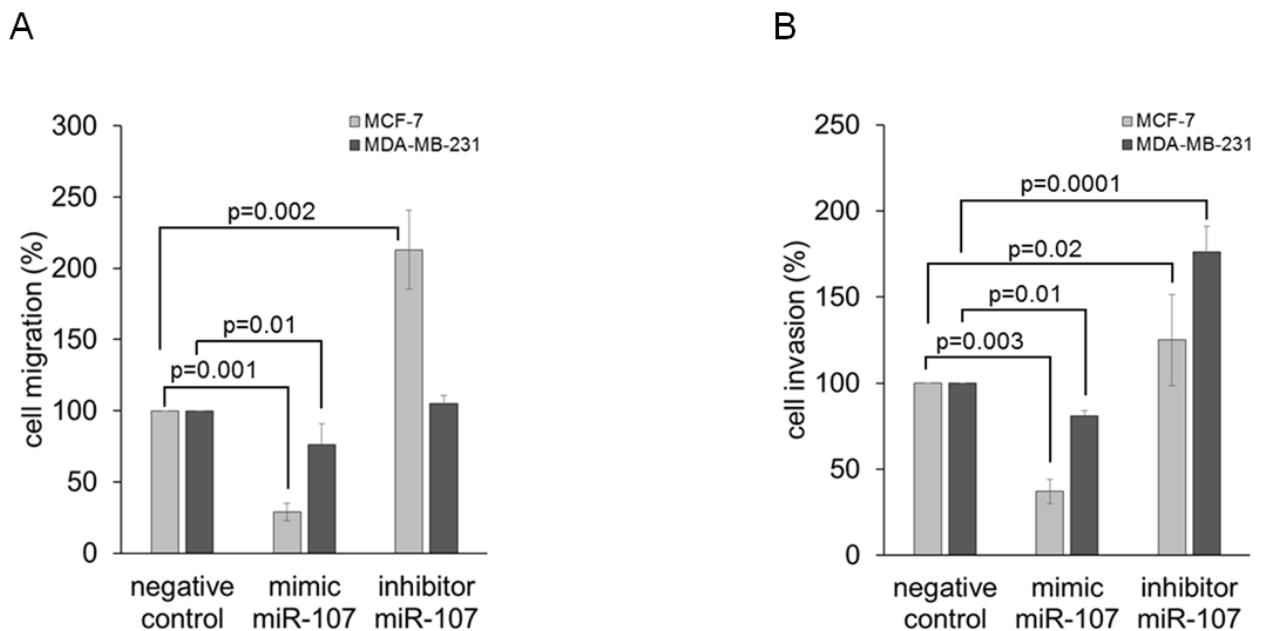 A
MCF-7
MDA-MB-231
cell migration (%)
300
250
200
150
100
50
0
p=0.002
p=0.01
p=0.001
negative control
mimic miR-107
inhibitor miR-107
B
MCF-7
MDA-MB-231
cell invasion (%)
250
200
150
100
50
0
p=0.0001
p=0.02
p=0.01
p=0.003
negative control
mimic miR-107
inhibitor miR-107